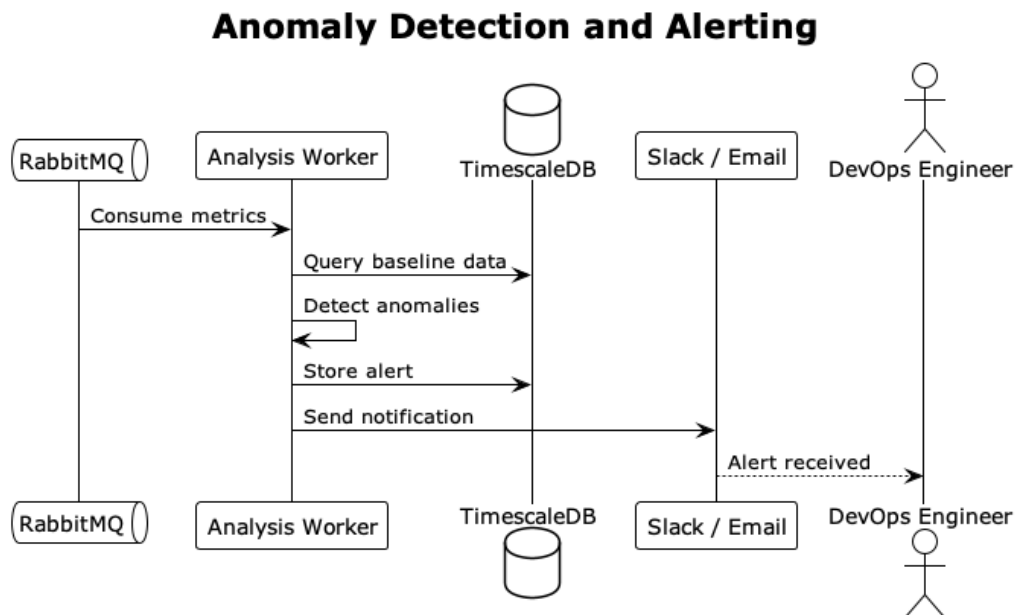 Anomaly Detection and Alerting
RabbitMQ
Analysis Worker
TimescaleDB
Slack / Email
DevOps Engineer
Consume metrics
Query baseline data
Detect anomalies
Store alert
Send notification
Alert received
RabbitMQ
Analysis Worker
TimescaleDB
Slack / Email
DevOps Engineer